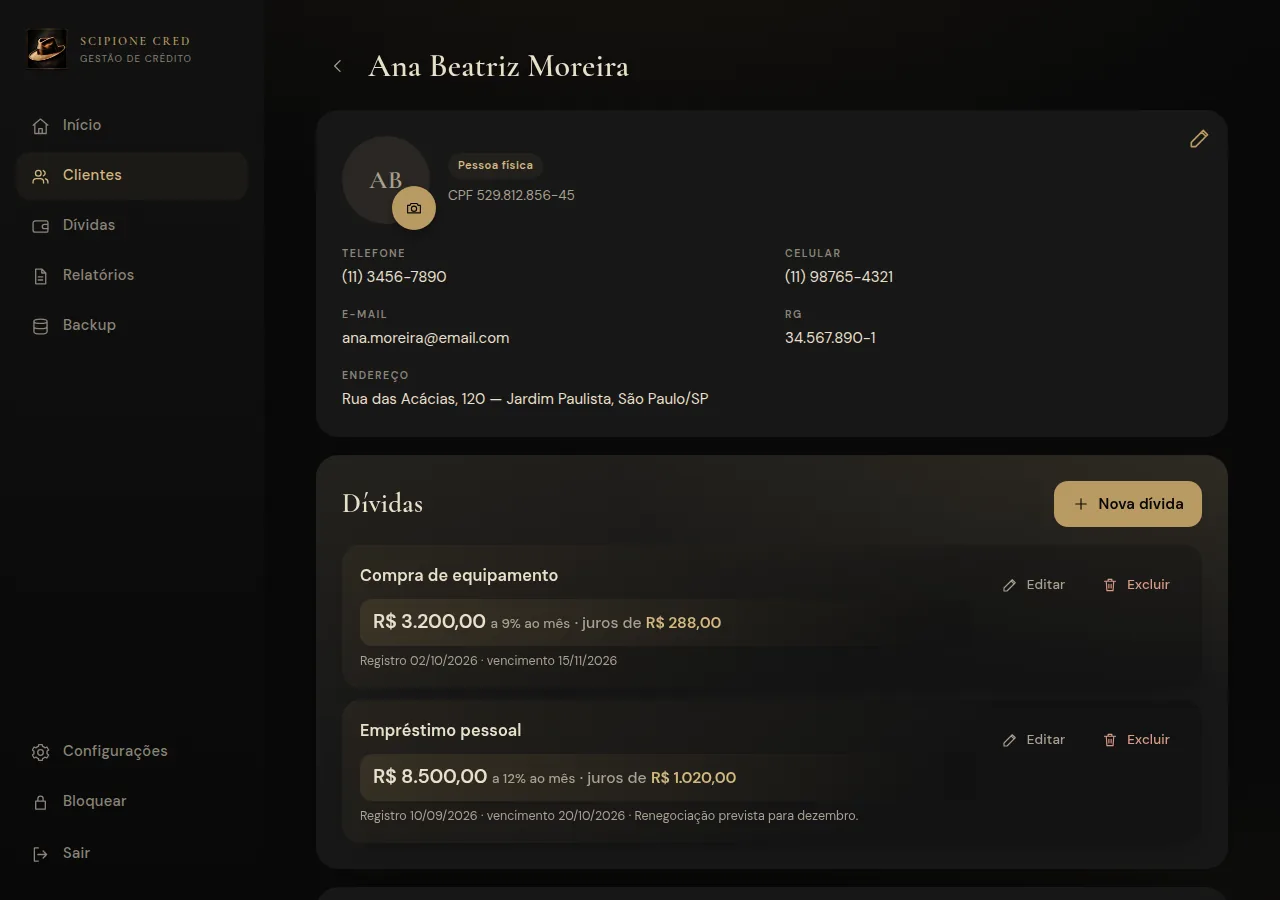 SCIPIONE CRED
GESTÃO DE CRÉDITO
Início
Clientes
Dívidas
Relatórios
Backup
Configurações
Bloquear
Sair
Ana Beatriz Moreira
AB
Pessoa física
CPF 529.812.856-45
TELEFONE
(11) 3456-7890
CELULAR
(11) 98765-4321
E-MAIL
ana.moreira@email.com
RG
34.567.890-1
ENDEREÇO
Rua das Acácias, 120 — Jardim Paulista, São Paulo/SP
Dívidas
Nova dívida
Compra de equipamento
Editar
Excluir
R$ 3.200,00 a 9% ao mês · juros de R$ 288,00
Registro 02/10/2026 · vencimento 15/11/2026
Empréstimo pessoal
Editar
Excluir
R$ 8.500,00 a 12% ao mês · juros de R$ 1.020,00
Registro 10/09/2026 · vencimento 20/10/2026 · Renegociação prevista para dezembro.